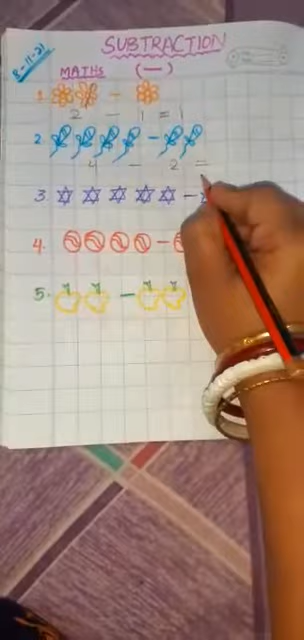 8-11-21
SUBTRACTION
MATHS (—)
1. –
2 – 1 = 1
2. –
4 – 2 =
3. –
4. –
5. –